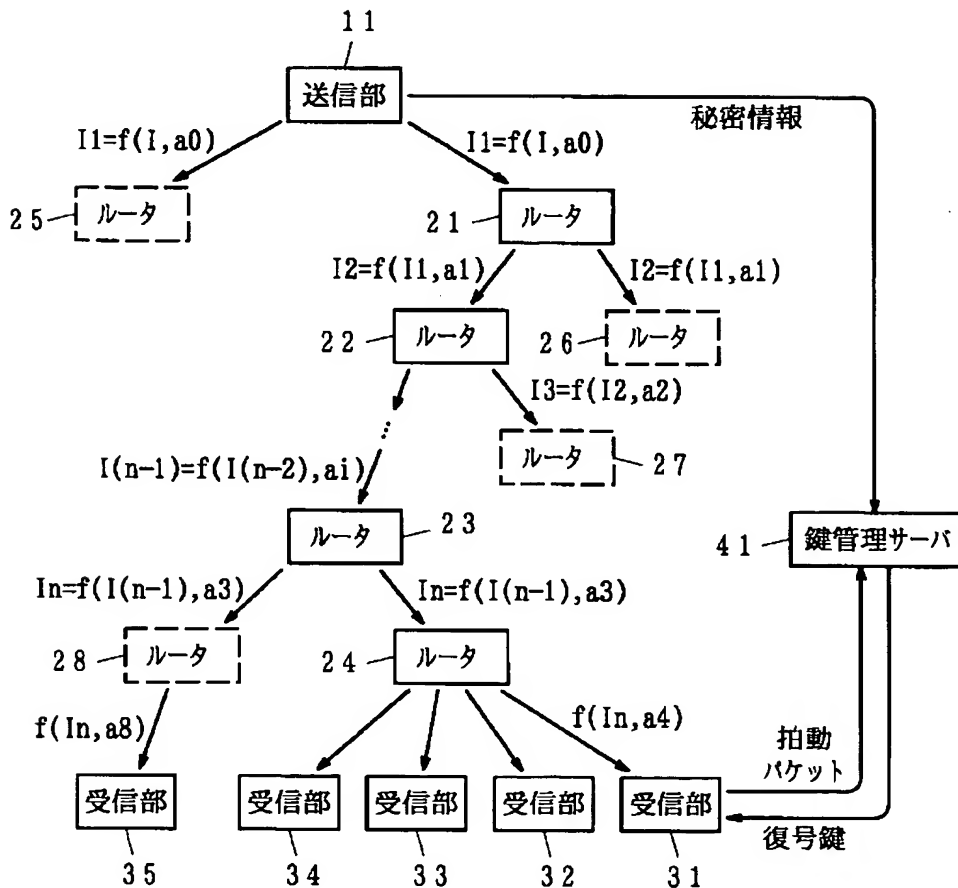 11
送信部
秘密情報
I1=f(I,a0)
I1=f(I,a0)
25
ルータ
21
ルータ
I2=f(I1,a1)
I2=f(I1,a1)
22
ルータ
26
ルータ
I3=f(I2,a2)
ルータ
27
I(n-1)=f(I(n-2),ai)
ルータ
23
41
鍵管理サーバ
In=f(I(n-1),a3)
In=f(I(n-1),a3)
28
ルータ
24
ルータ
f(In,a8)
f(In,a4)
拍動
パケット
受信部
受信部
受信部
受信部
受信部
復号鍵
35
34
33
32
31